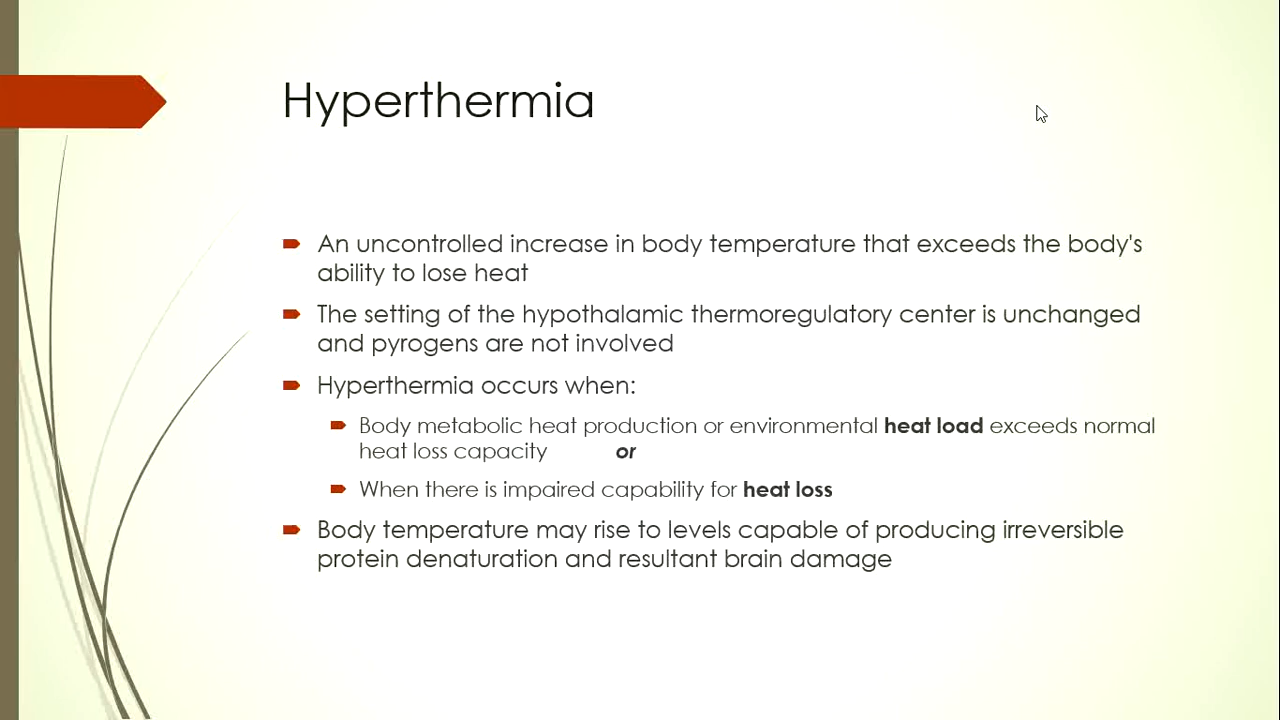 Hyperthermia
An uncontrolled increase in body temperature that exceeds the body's
ability to lose heat
The setting of the hypothalamic thermoregulatory center is unchanged
and pyrogens are not involved
Hyperthermia occurs when:
Body metabolic heat production or environmental heat load exceeds normal
heat loss capacity or
When there is impaired capability for heat loss
Body temperature may rise to levels capable of producing irreversible
protein denaturation and resultant brain damage